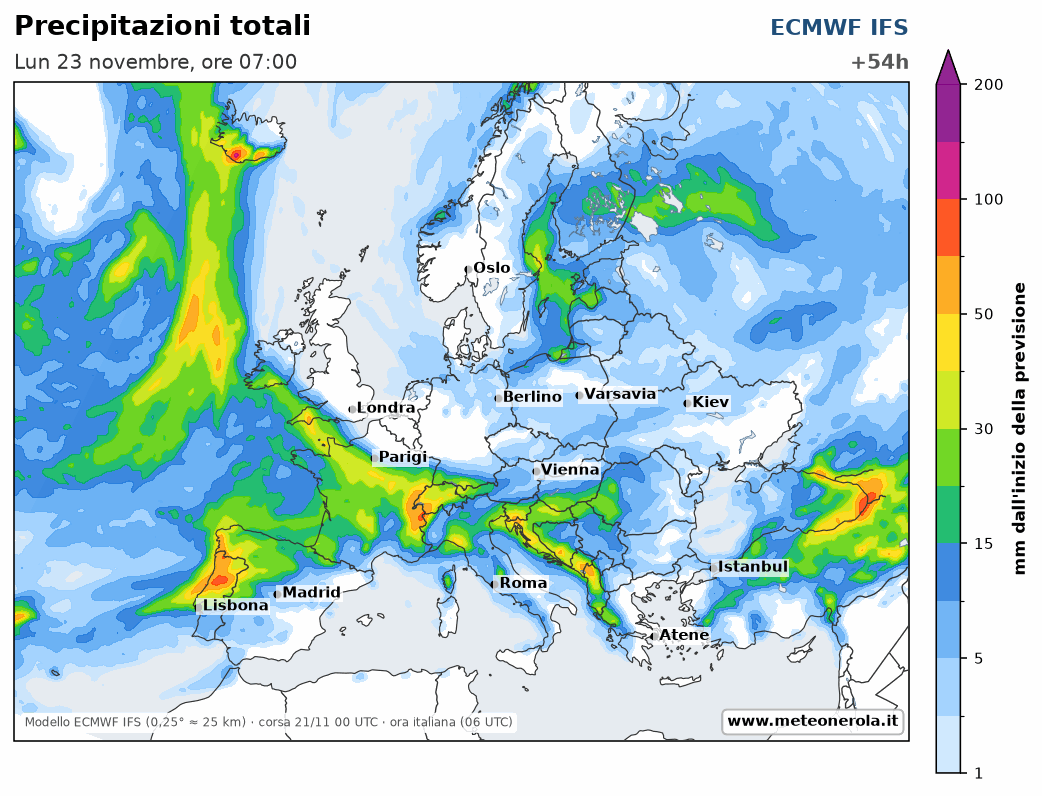 Precipitazioni totali
ECMWF IFS
Lun 23 novembre, ore 07:00
+54h
Oslo
Londra
Berlino
Varsavia
Kiev
Parigi
Vienna
Istanbul
Roma
Madrid
Lisbona
Atene
Modello ECMWF IFS (0,25° ≈ 25 km) · corsa 21/11 00 UTC · ora italiana (06 UTC)
www.meteonerola.it
200
100
50
30
15
5
1
mm dall'inizio della previsione